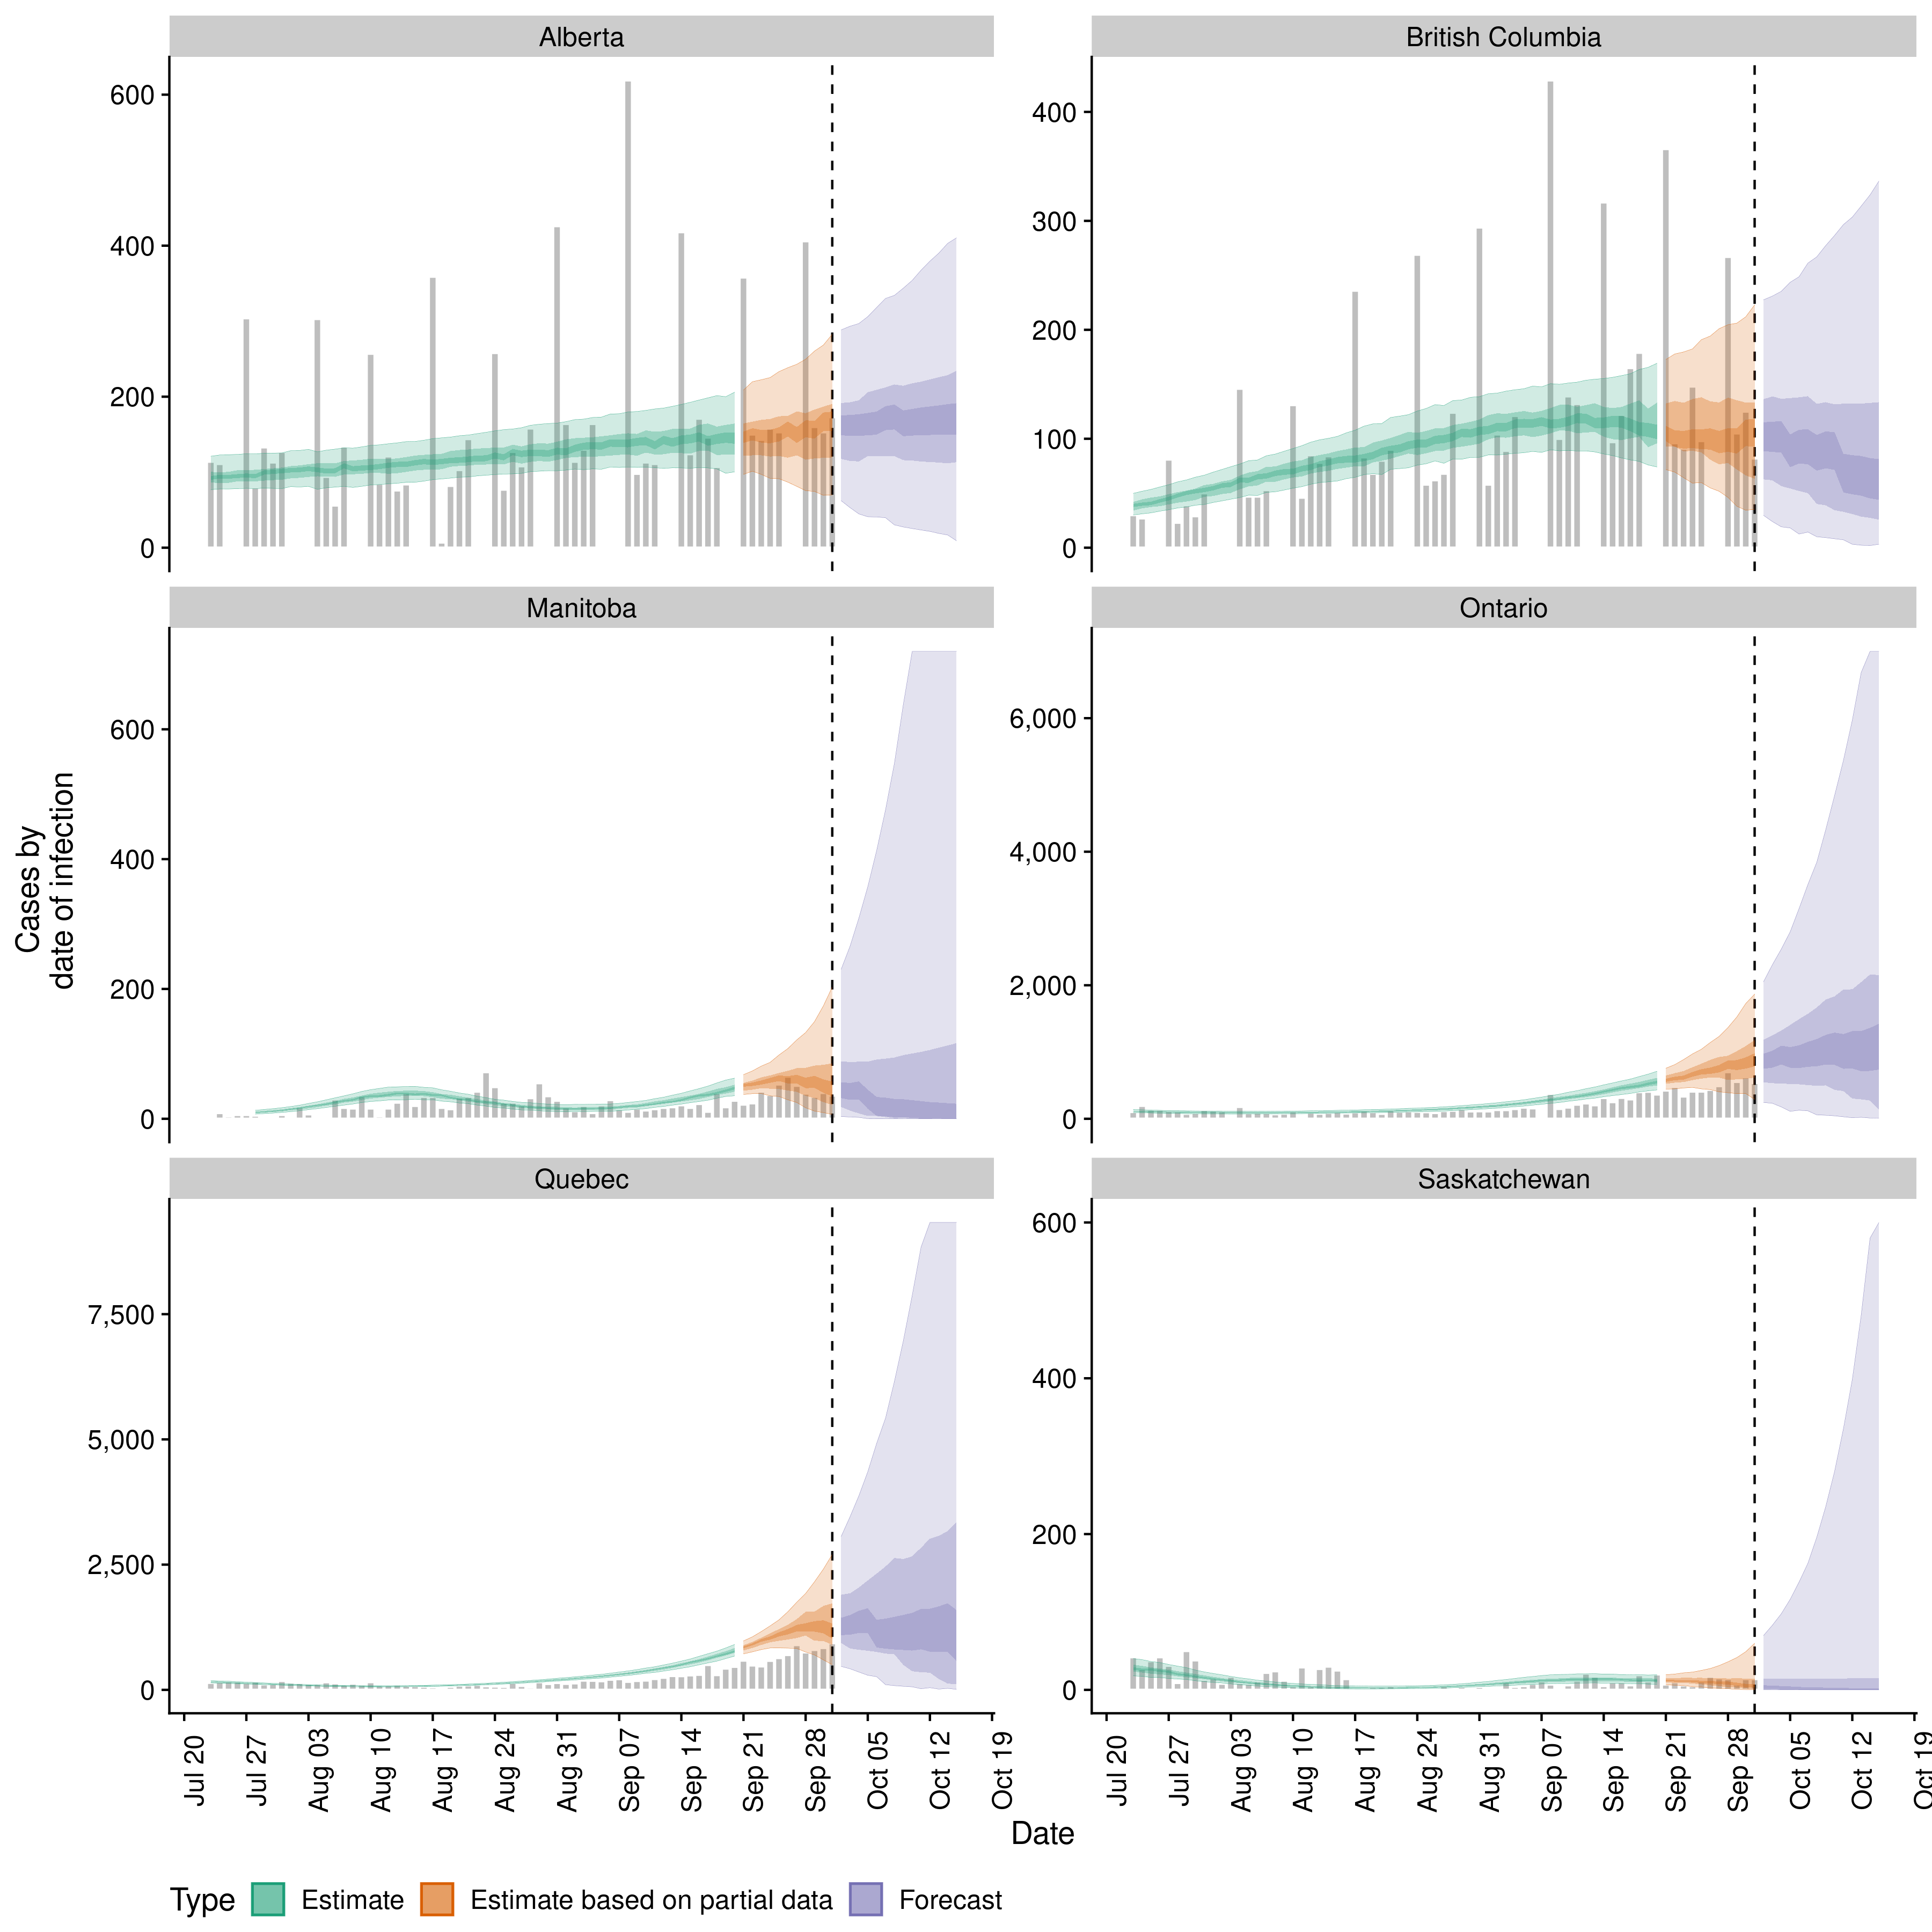 Alberta
British Columbia
600
400
200
0
400
300
200
100
0
Manitoba
Ontario
600
400
200
0
6,000
4,000
2,000
0
Quebec
Saskatchewan
7,500
5,000
2,500
0
600
400
200
0
Cases by
date of infection
Jul 20
Jul 27
Aug 03
Aug 10
Aug 17
Aug 24
Aug 31
Sep 07
Sep 14
Sep 21
Sep 28
Oct 05
Oct 12
Oct 19
Jul 20
Jul 27
Aug 03
Aug 10
Aug 17
Aug 24
Aug 31
Sep 07
Sep 14
Sep 21
Sep 28
Oct 05
Oct 12
Oct 19
Date
Type Estimate Estimate based on partial data Forecast